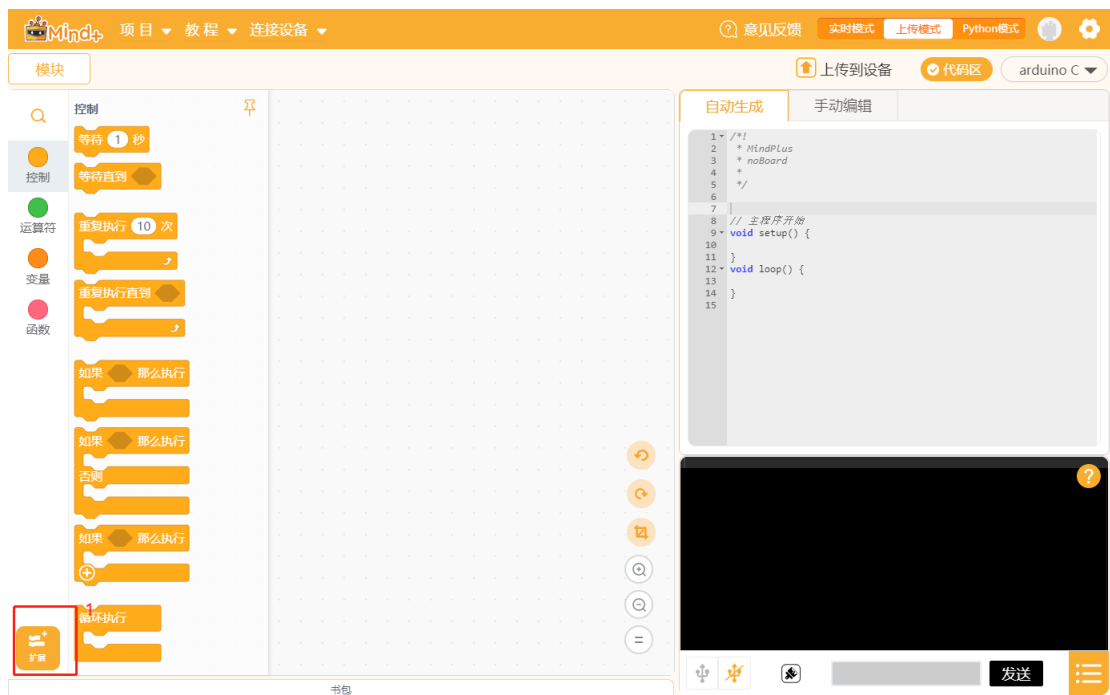 Mind+ 项目 教程 连接设备 意见反馈 实时模式 上传模式 Python模式
模块 上传到设备 代码区 arduino C
控制
等待 1 秒
控制
等待直到
运算符
重复执行 10 次
变量
重复执行直到
函数
如果 那么执行
如果 那么执行
否则
如果 那么执行
1
循环执行
扩展
书包
自动生成 手动编辑
1 /*!
2 * MindPlus
3 * noBoard
4 *
5 */
6
7
8 // 主程序开始
9 void setup() {
10
11 }
12 void loop() {
13
14 }
15
?
发送